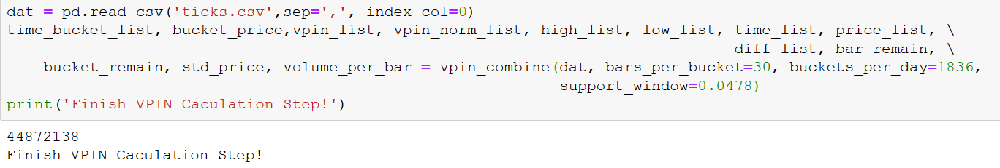 dat = pd.read_csv('ticks.csv',sep=',', index_col=0)
time_bucket_list, bucket_price,vpin_list, vpin_norm_list, high_list, low_list, time_list, price_list, \
diff_list, bar_remain, \
bucket_remain, std_price, volume_per_bar = vpin_combine(dat, bars_per_bucket=30, buckets_per_day=1836,
support_window=0.0478)
print('Finish VPIN Caculation Step!')
44872138
Finish VPIN Caculation Step!